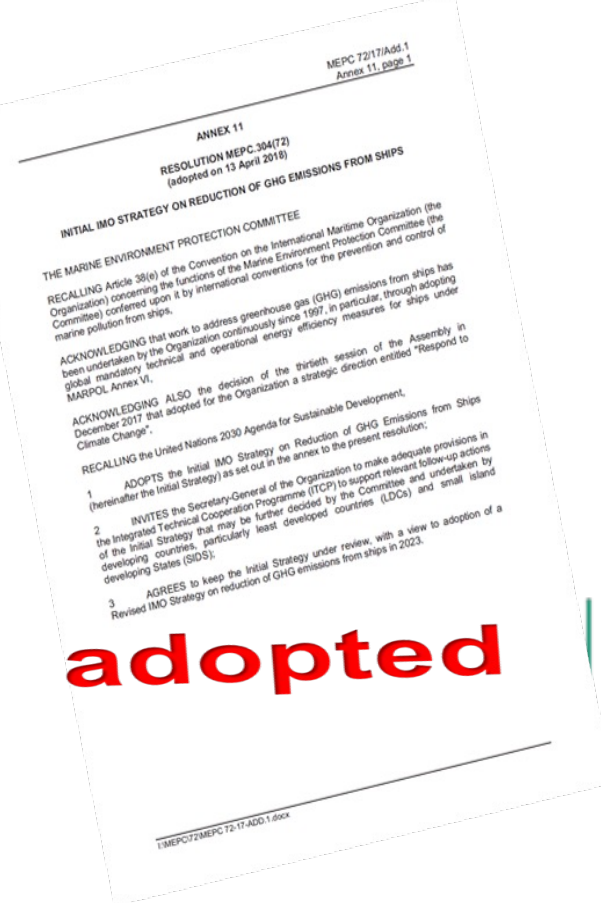 MEPC 72/17/Add.1
Annex 11, page 1
ANNEX 11
RESOLUTION MEPC.304(72)
(adopted on 13 April 2018)
INITIAL IMO STRATEGY ON REDUCTION OF GHG EMISSIONS FROM SHIPS
THE MARINE ENVIRONMENT PROTECTION COMMITTEE
RECALLING Article 38(e) of the Convention on the International Maritime Organization (the
Organization) concerning the functions of the Marine Environment Protection Committee (the
Committee) conferred upon it by international conventions for the prevention and control of
marine pollution from ships,
ACKNOWLEDGING that work to address greenhouse gas (GHG) emissions from ships has
been undertaken by the Organization continuously since 1997, in particular, through adopting
global mandatory technical and operational energy efficiency measures for ships under
MARPOL Annex VI,
ACKNOWLEDGING ALSO the decision of the thirtieth session of the Assembly in
December 2017 that adopted for the Organization a strategic direction entitled "Respond to
Climate Change",
RECALLING the United Nations 2030 Agenda for Sustainable Development,
1 ADOPTS the Initial IMO Strategy on Reduction of GHG Emissions from Ships
(hereinafter the Initial Strategy) as set out in the annex to the present resolution;
2 INVITES the Secretary-General of the Organization to make adequate provisions in
the Integrated Technical Cooperation Programme (ITCP) to support relevant follow-up actions
of the Initial Strategy that may be further decided by the Committee and undertaken by
developing countries, particularly least developed countries (LDCs) and small island
developing States (SIDS);
3 AGREES to keep the Initial Strategy under review, with a view to adoption of a
Revised IMO Strategy on reduction of GHG emissions from ships in 2023.
adopted
I:\MEPC\72\MEPC 72-17-ADD.1.docx